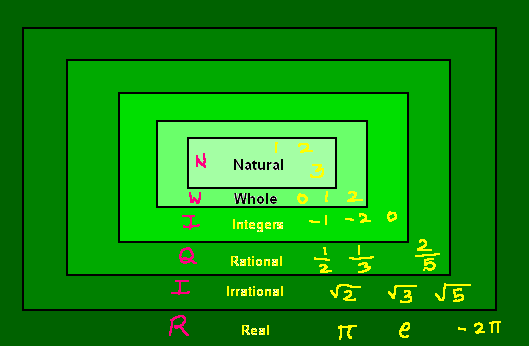 1 2
N Natural 3
W Whole 0 1 2
I Integers -1 -2 0
Q Rational 1/2 1/3 2/5
I Irrational √2 √3 √5
R Real π e -2π